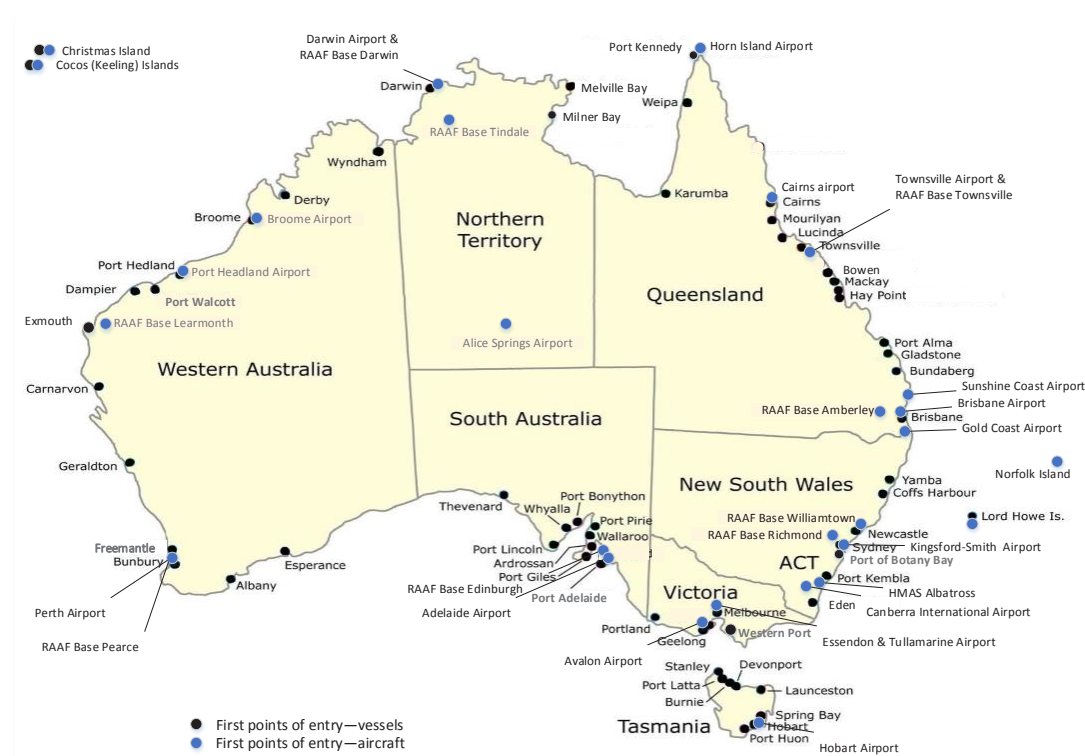 Christmas Island
Cocos (Keeling) Islands
Darwin Airport &
RAAF Base Darwin
Darwin
Melville Bay
Milner Bay
RAAF Base Tindale
Port Kennedy
Horn Island Airport
Weipa
Wyndham
Derby
Broome
Broome Airport
Karumba
Cairns airport
Cairns
Townsville Airport &
RAAF Base Townsville
Mourilyan
Lucinda
Townsville
Northern
Territory
Port Hedland
Port Headland Airport
Dampier
Port Walcott
Exmouth
RAAF Base Learmonth
Bowen
Mackay
Hay Point
Queensland
Alice Springs Airport
Western Australia
Carnarvon
Port Alma
Gladstone
Bundaberg
Sunshine Coast Airport
RAAF Base Amberley
Brisbane Airport
Brisbane
Gold Coast Airport
South Australia
Geraldton
Norfolk Island
New South Wales
Yamba
Coffs Harbour
Thevenard
Port Bonython
Whyalla
Port Pirie
Wallaroo
Lord Howe Is.
RAAF Base Williamtown
RAAF Base Richmond
Newcastle
Sydney
Kingsford-Smith Airport
Port of Botany Bay
Freemantle
Bunbury
Esperance
Albany
Port Lincoln
Ardrossan
Port Giles
RAAF Base Edinburgh
Adelaide Airport
Port Adelaide
ACT
Port Kembla
HMAS Albatross
Eden
Canberra International Airport
Perth Airport
RAAF Base Pearce
Victoria
Melbourne
Portland
Geelong
Western Port
Essendon & Tullamarine Airport
Avalon Airport
Stanley
Devonport
Port Latta
Launceston
Burnie
Tasmania
Spring Bay
Hobart
Port Huon
Hobart Airport
First points of entry—vessels
First points of entry—aircraft